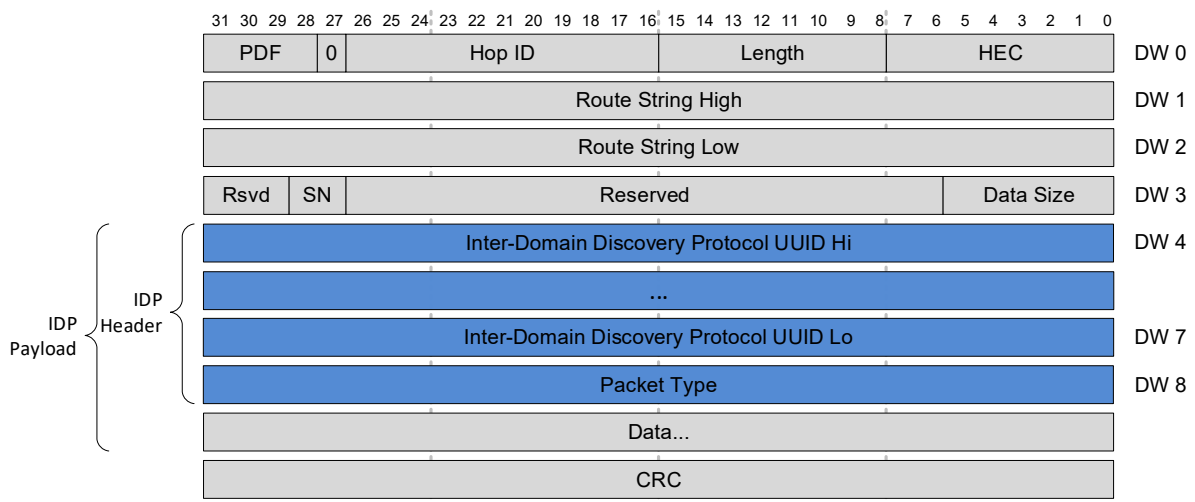 31 30 29 28 27 26 25 24 23 22 21 20 19 18 17 16 15 14 13 12 11 10 9 8 7 6 5 4 3 2 1 0
PDF 0 Hop ID Length HEC DW 0
Route String High DW 1
Route String Low DW 2
Rsvd SN Reserved Data Size DW 3
Inter-Domain Discovery Protocol UUID Hi DW 4
...
IDP
Header
IDP
Payload
Inter-Domain Discovery Protocol UUID Lo DW 7
Packet Type DW 8
Data...
CRC